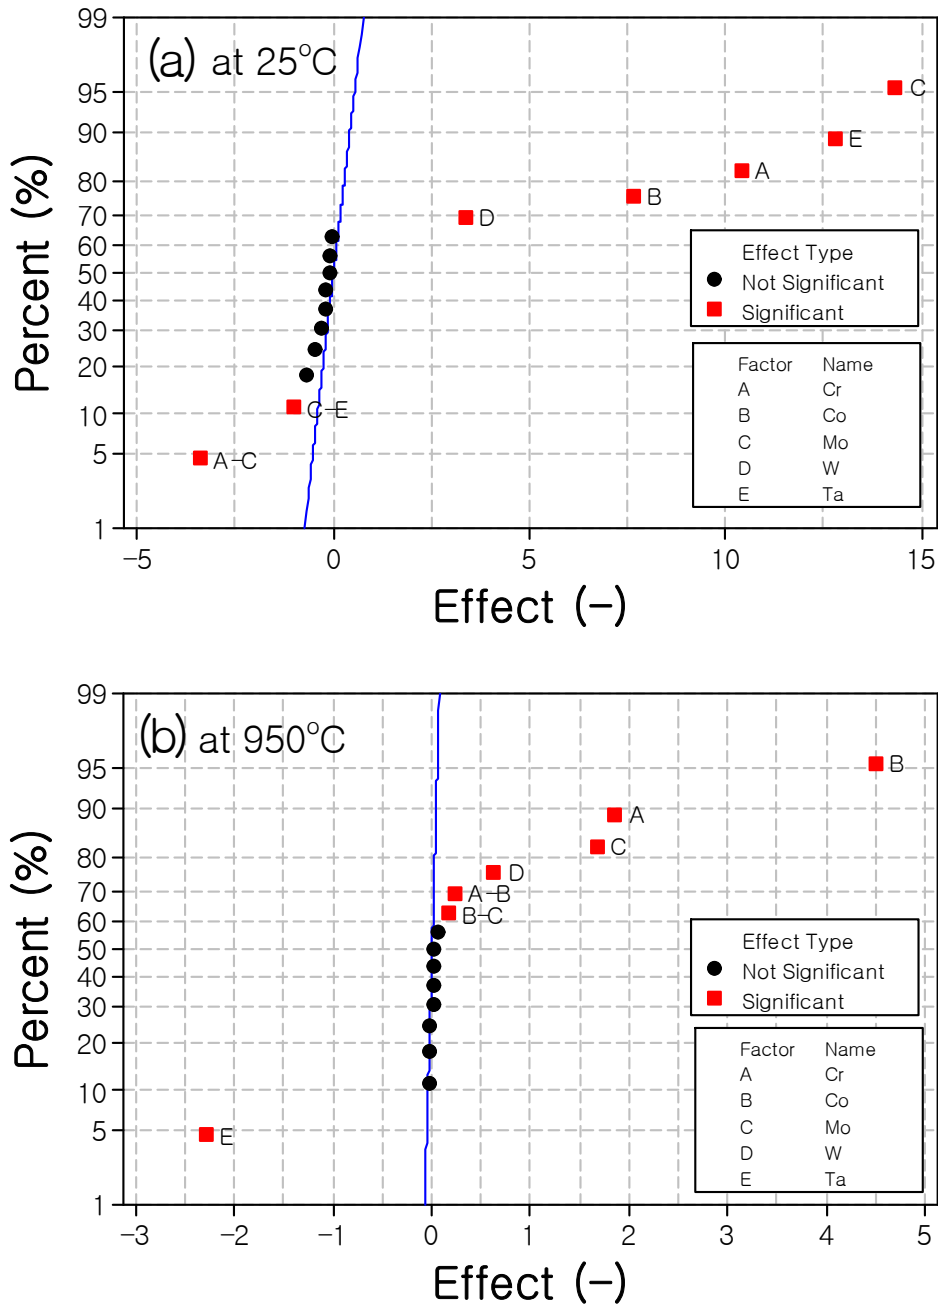 99
(a) at 25°C
95
C
90
E
80
A
B
70
D
60
Effect Type
50
Not Significant
40
Significant
30
20
Factor Name
A Cr
10
C-E
B Co
C Mo
5
A-C
D W
E Ta
1
Percent (%)
-5 0 5 10 15
Effect (-)
99
(b) at 950°C
95
B
90
A
80
C
D
70
A-B
60
B-C
Effect Type
50
Not Significant
40
Significant
30
20
Factor Name
A Cr
10
B Co
C Mo
5
E
D W
E Ta
1
Percent (%)
-3 -2 -1 0 1 2 3 4 5
Effect (-)